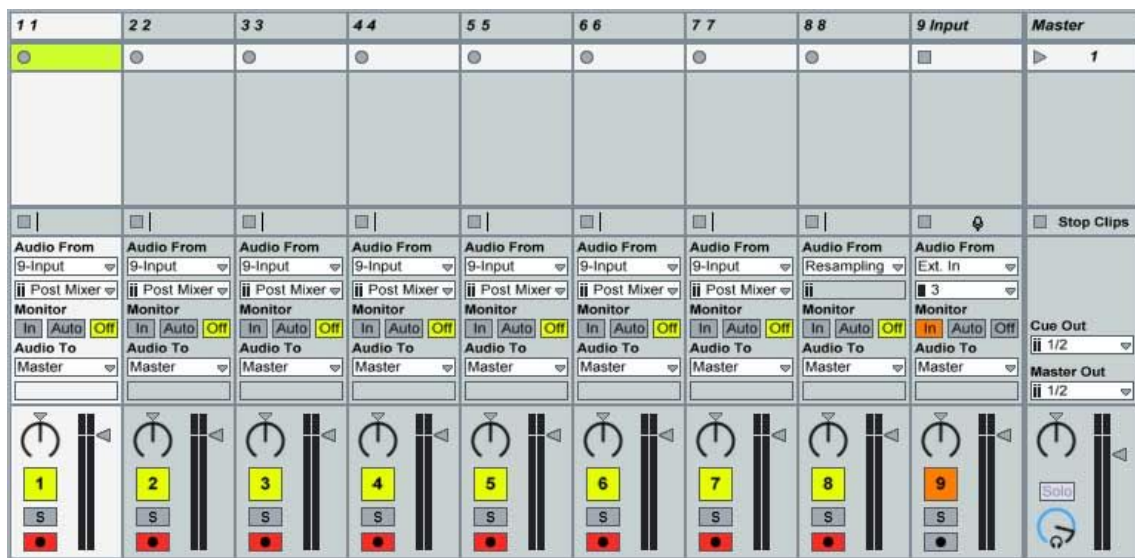 1 1 2 2 3 3 4 4 5 5 6 6 7 7 8 8 9 Input Master
1
Stop Clips
Audio From Audio From Audio From Audio From Audio From Audio From Audio From Audio From Audio From
9-Input 9-Input 9-Input 9-Input 9-Input 9-Input 9-Input Resampling Ext. In
Post Mixer Post Mixer Post Mixer Post Mixer Post Mixer Post Mixer Post Mixer 3
Monitor Monitor Monitor Monitor Monitor Monitor Monitor Monitor Monitor
In Auto Off In Auto Off In Auto Off In Auto Off In Auto Off In Auto Off In Auto Off In Auto Off In Auto Off
Cue Out
Audio To Audio To Audio To Audio To Audio To Audio To Audio To Audio To Audio To
1/2
Master Master Master Master Master Master Master Master Master
Master Out
1/2
1 2 3 4 5 6 7 8 9 Solo
S S S S S S S S S